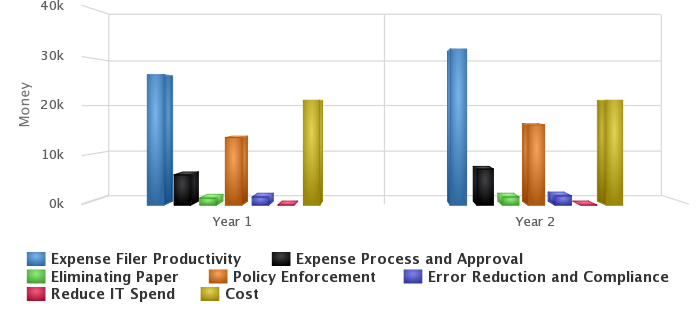 40k
30k
20k
10k
0k
Money
Year 1 Year 2
Expense Filer Productivity Expense Process and Approval
Eliminating Paper Policy Enforcement Error Reduction and Compliance
Reduce IT Spend Cost